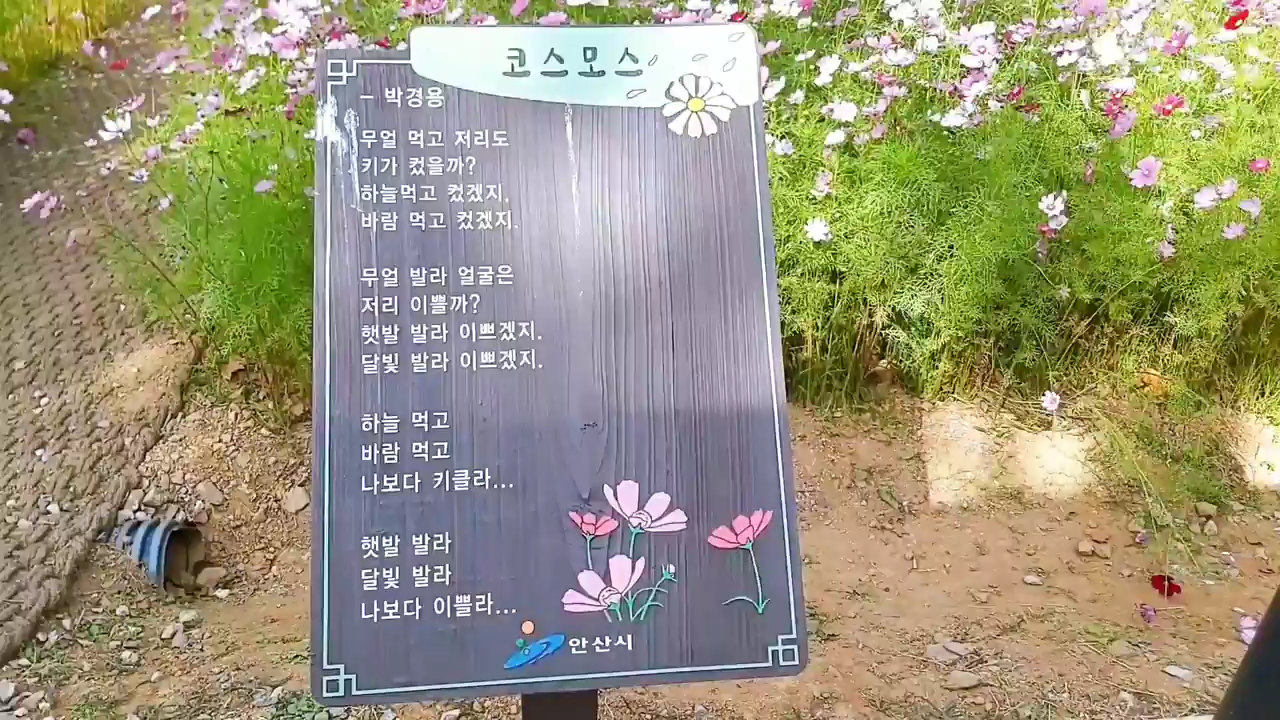 코스모스
- 박경용
무얼 먹고 저리도
키가 컸을까?
하늘먹고 컸겠지.
바람 먹고 컸겠지.
무얼 발라 얼굴은
저리 이쁠까?
햇발 발라 이쁘겠지.
달빛 발라 이쁘겠지.
하늘 먹고
바람 먹고
나보다 키클라...
햇발 발라
달빛 발라
나보다 이쁠라...
안산시